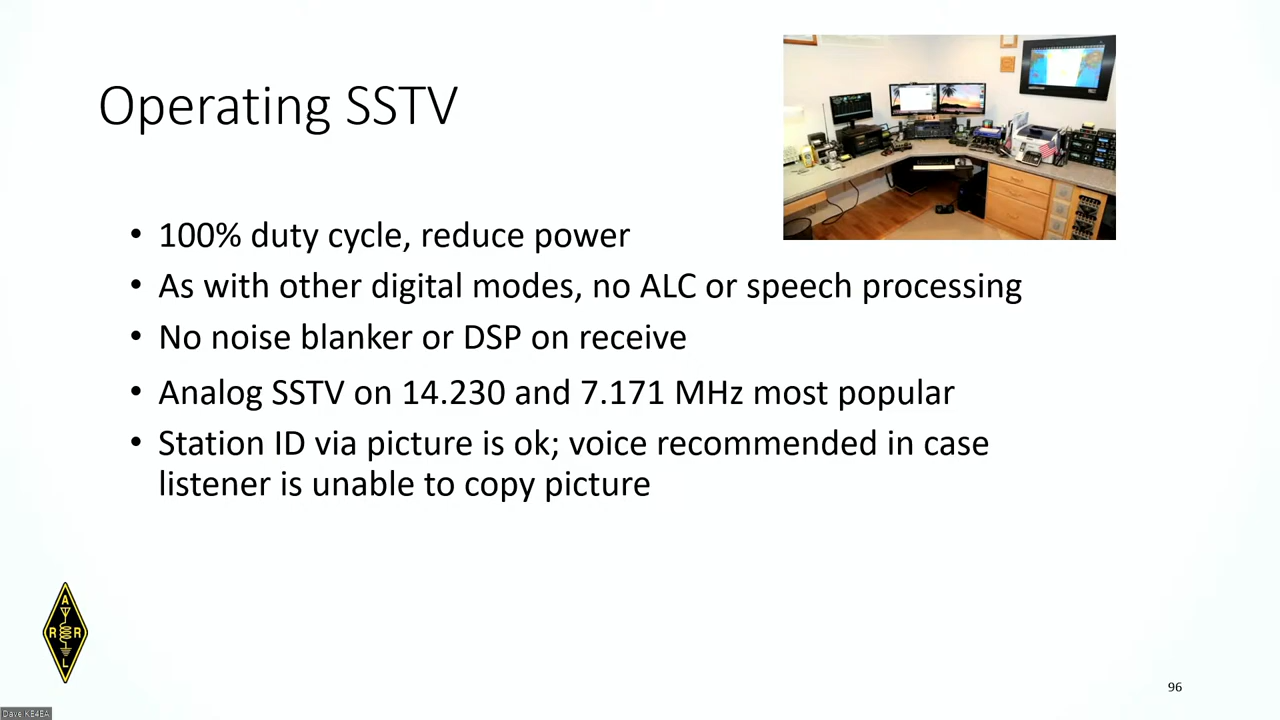 Operating SSTV
• 100% duty cycle, reduce power
• As with other digital modes, no ALC or speech processing
• No noise blanker or DSP on receive
• Analog SSTV on 14.230 and 7.171 MHz most popular
• Station ID via picture is ok; voice recommended in case
listener is unable to copy picture
A
R R
L
96
Dave KE4EA